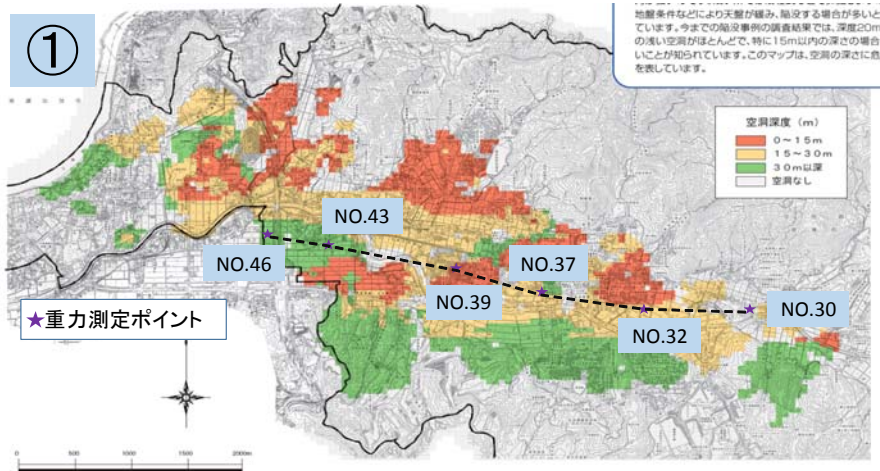 ①
地盤条件などにより天盤が緩み、陥没する場合が多いと
ています。今までの陥没事例の調査結果では、深度20m
の浅い空洞がほとんどで、特に15m以内の深さの場合
いことが知られています。このマップは、空洞の深さに危
を表しています。
空洞深度(m)
0~15m
15~30m
30m以深
空洞なし
NO.43
NO.46
NO.37
NO.39
NO.30
NO.32
★重力測定ポイント
0 500 1000 1500 2000m